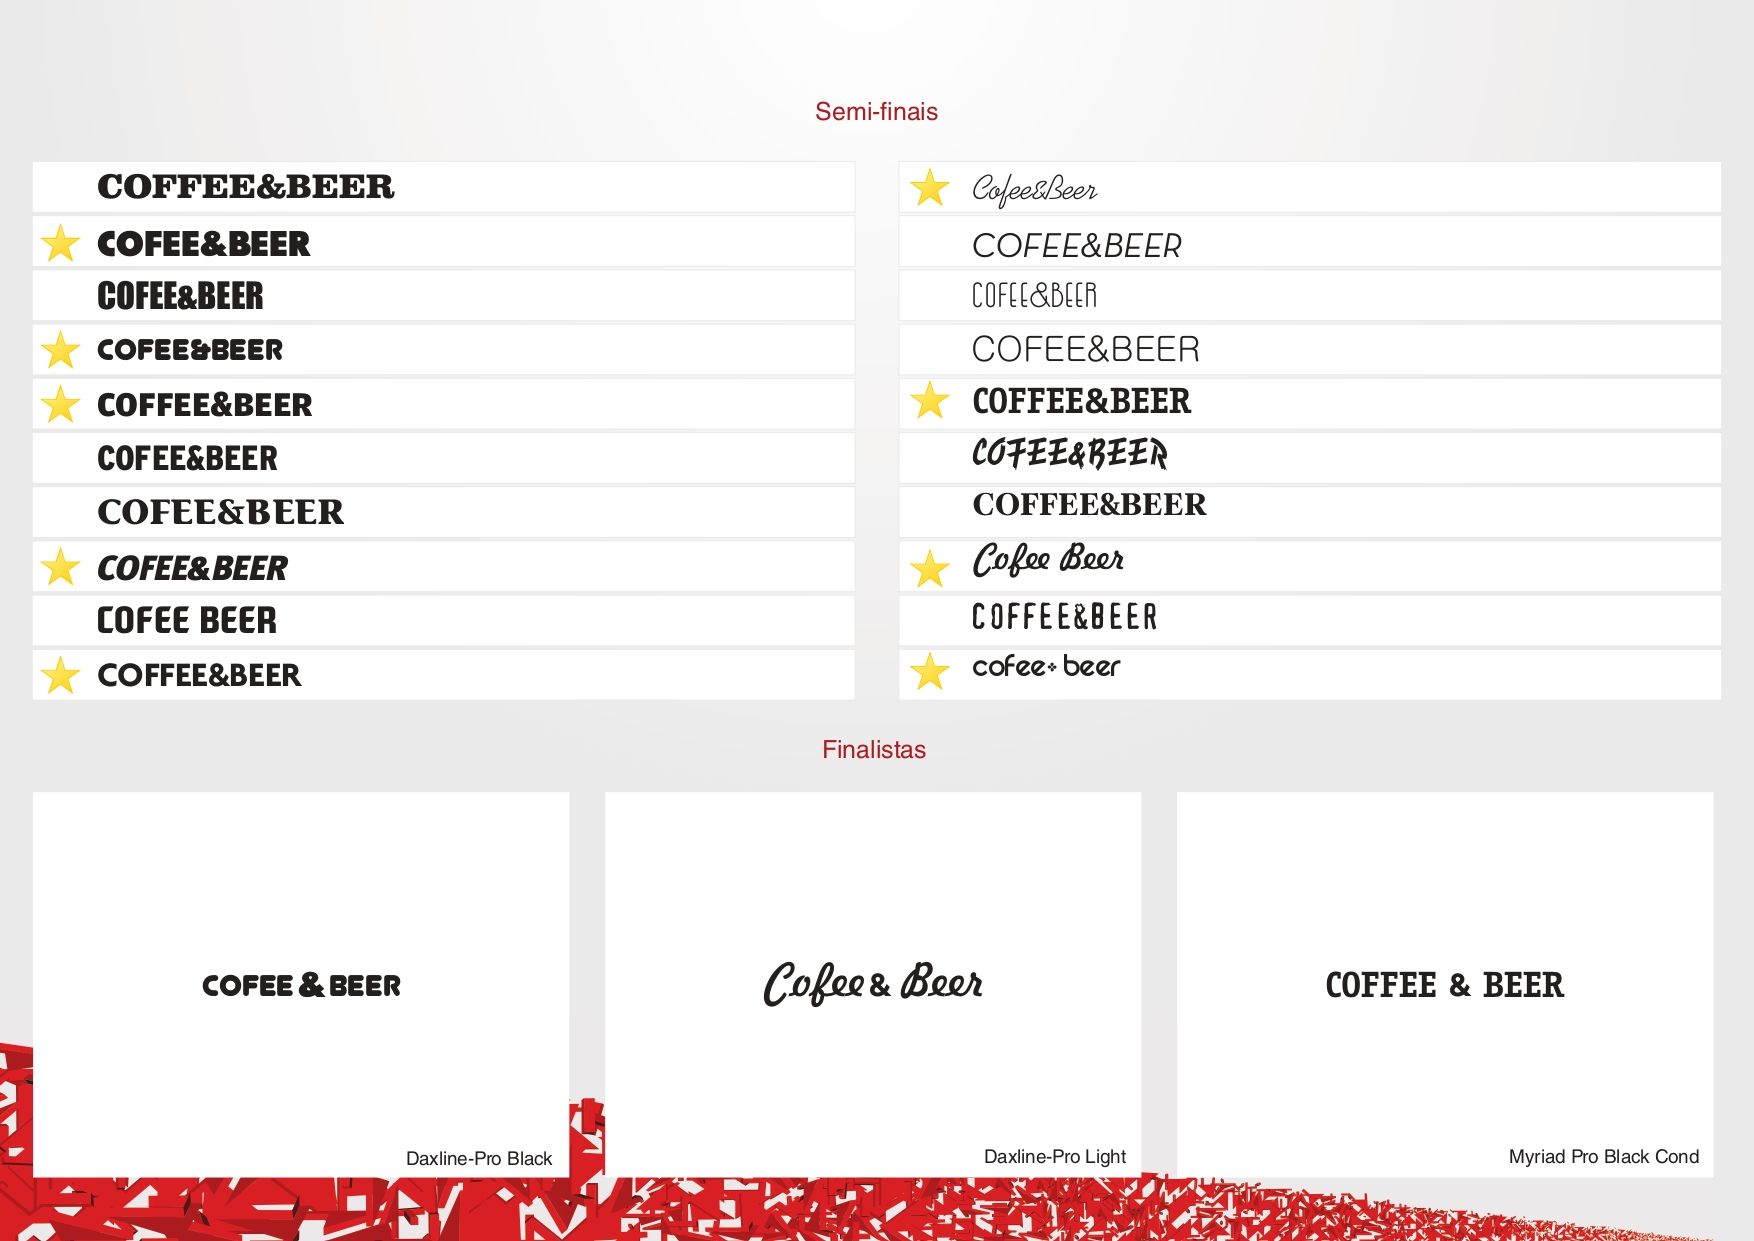 Semi-finais
COFFEE&BEER
COFEE&BEER
COFEE&BEER
COFEE&BEER
COFFEE&BEER
COFEE&BEER
COFEE&BEER
COFEE&BEER
COFEE BEER
COFFEE&BEER
Cofee&Beer
COFEE&BEER
COFEE&BEER
COFEE&BEER
COFFEE&BEER
COFEE&BEER
COFFEE&BEER
Cofee Beer
COFFEE&BEER
cofee beer
Finalistas
COFEE & BEER
Daxline-Pro Black
Cofee & Beer
Daxline-Pro Light
COFFEE & BEER
Myriad Pro Black Cond